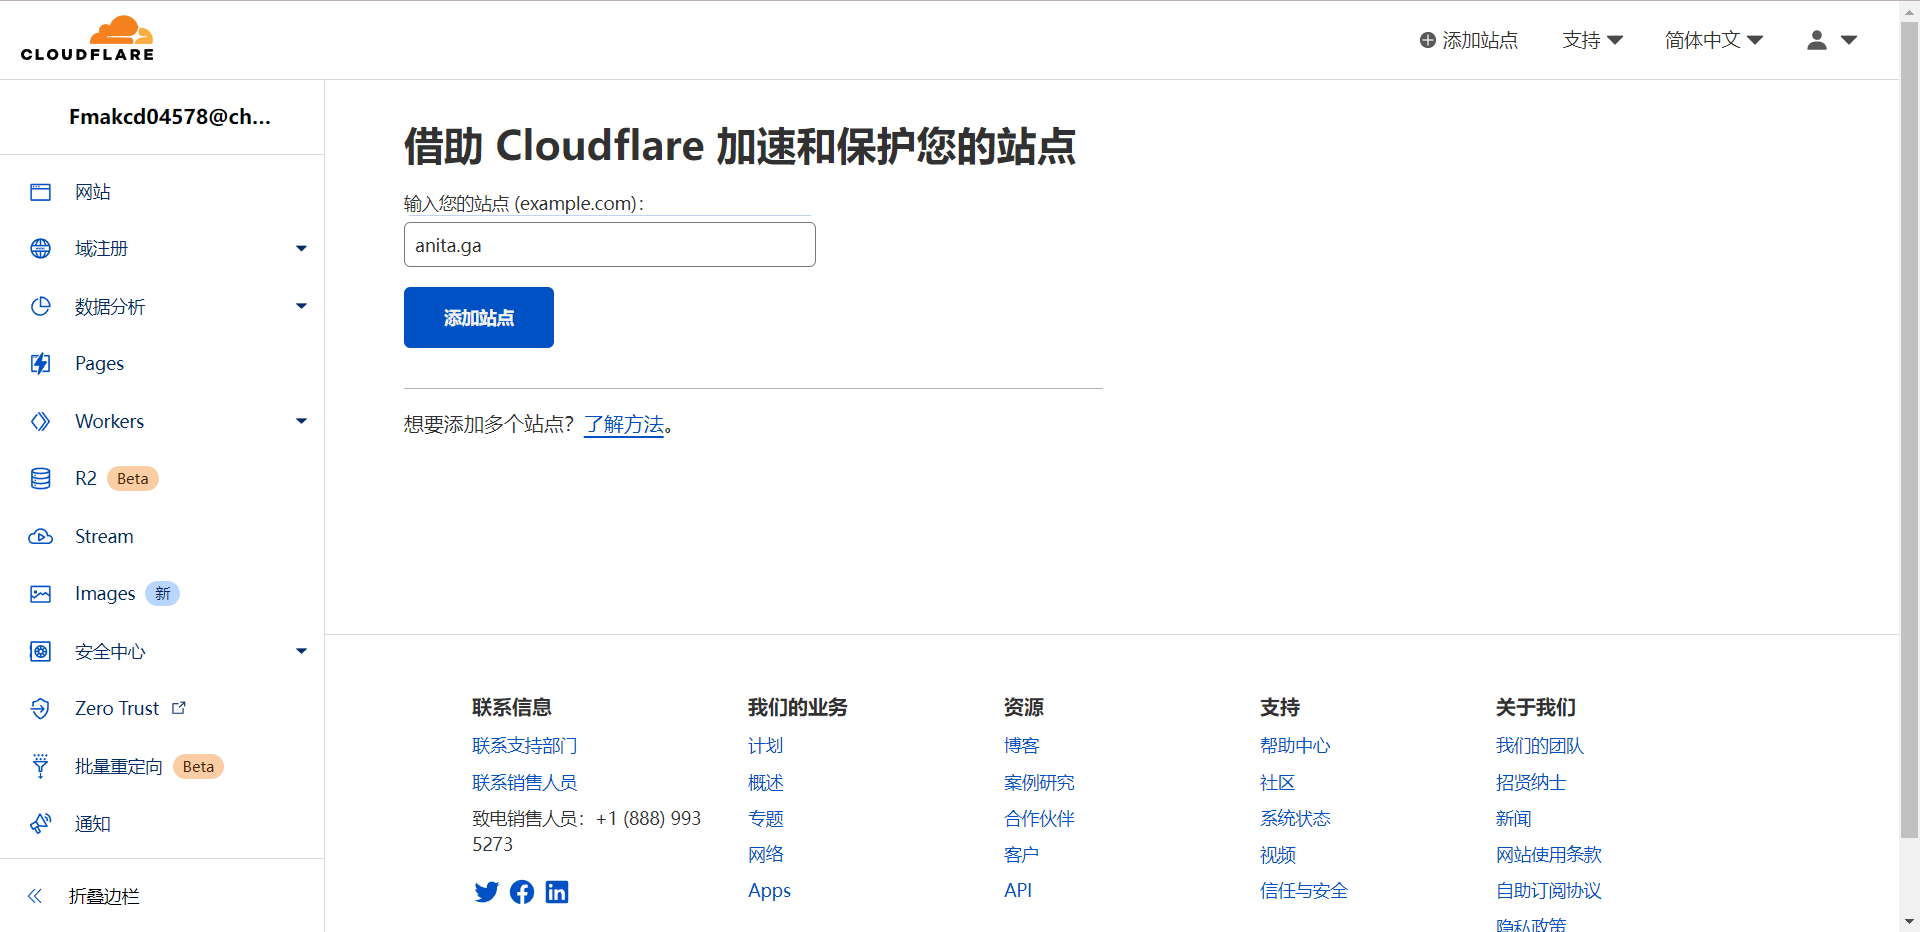 CLOUDFLARE
添加站点
支持
简体中文
Fmakcd04578@ch...
网站
域注册
数据分析
Pages
Workers
R2 Beta
Stream
Images 新
安全中心
Zero Trust
批量重定向 Beta
通知
折叠边栏
借助 Cloudflare 加速和保护您的站点
输入您的站点 (example.com)：
anita.ga
添加站点
想要添加多个站点？了解方法。
联系信息
联系支持部门
联系销售人员
致电销售人员：+1 (888) 993
5273
我们的业务
计划
概述
专题
网络
Apps
资源
博客
案例研究
合作伙伴
客户
API
支持
帮助中心
社区
系统状态
视频
信任与安全
关于我们
我们的团队
招贤纳士
新闻
网站使用条款
自助订阅协议
隐私政策